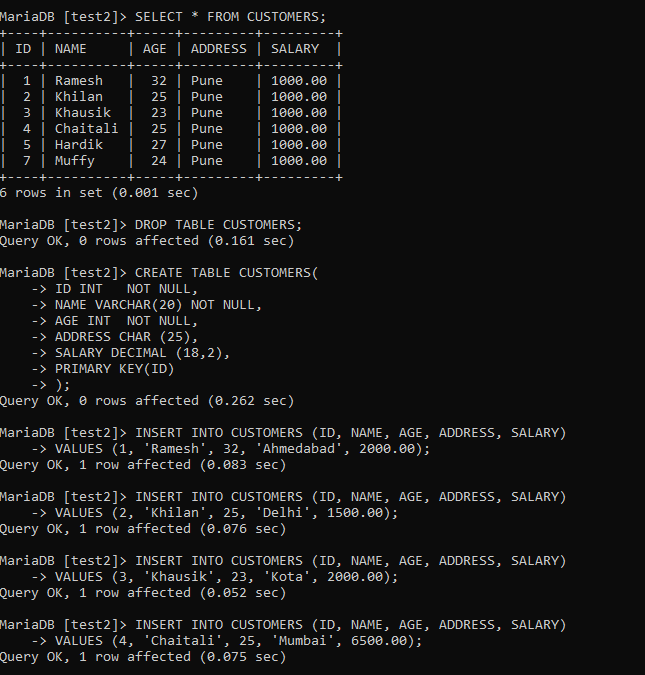 MariaDB [test2]> SELECT * FROM CUSTOMERS;
+----+----------+-----+---------+---------+
| ID | NAME     | AGE | ADDRESS | SALARY  |
+----+----------+-----+---------+---------+
|  1 | Ramesh   |  32 | Pune    | 1000.00 |
|  2 | Khilan   |  25 | Pune    | 1000.00 |
|  3 | Khausik  |  23 | Pune    | 1000.00 |
|  4 | Chaitali |  25 | Pune    | 1000.00 |
|  5 | Hardik   |  27 | Pune    | 1000.00 |
|  7 | Muffy    |  24 | Pune    | 1000.00 |
+----+----------+-----+---------+---------+
6 rows in set (0.001 sec)

MariaDB [test2]> DROP TABLE CUSTOMERS;
Query OK, 0 rows affected (0.161 sec)

MariaDB [test2]> CREATE TABLE CUSTOMERS(
    -> ID INT   NOT NULL,
    -> NAME VARCHAR(20) NOT NULL,
    -> AGE INT  NOT NULL,
    -> ADDRESS CHAR (25),
    -> SALARY DECIMAL (18,2),
    -> PRIMARY KEY(ID)
    -> );
Query OK, 0 rows affected (0.262 sec)

MariaDB [test2]> INSERT INTO CUSTOMERS (ID, NAME, AGE, ADDRESS, SALARY)
    -> VALUES (1, 'Ramesh', 32, 'Ahmedabad', 2000.00);
Query OK, 1 row affected (0.083 sec)

MariaDB [test2]> INSERT INTO CUSTOMERS (ID, NAME, AGE, ADDRESS, SALARY)
    -> VALUES (2, 'Khilan', 25, 'Delhi', 1500.00);
Query OK, 1 row affected (0.076 sec)

MariaDB [test2]> INSERT INTO CUSTOMERS (ID, NAME, AGE, ADDRESS, SALARY)
    -> VALUES (3, 'Khausik', 23, 'Kota', 2000.00);
Query OK, 1 row affected (0.052 sec)

MariaDB [test2]> INSERT INTO CUSTOMERS (ID, NAME, AGE, ADDRESS, SALARY)
    -> VALUES (4, 'Chaitali', 25, 'Mumbai', 6500.00);
Query OK, 1 row affected (0.075 sec)